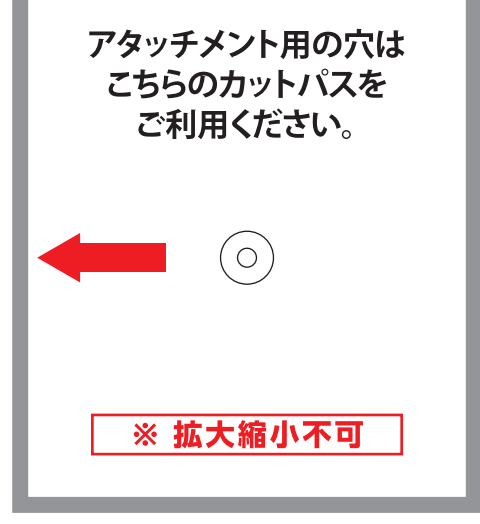 アタッチメント用の穴は
こちらのカットパスを
ご利用ください。
※ 拡大縮小不可